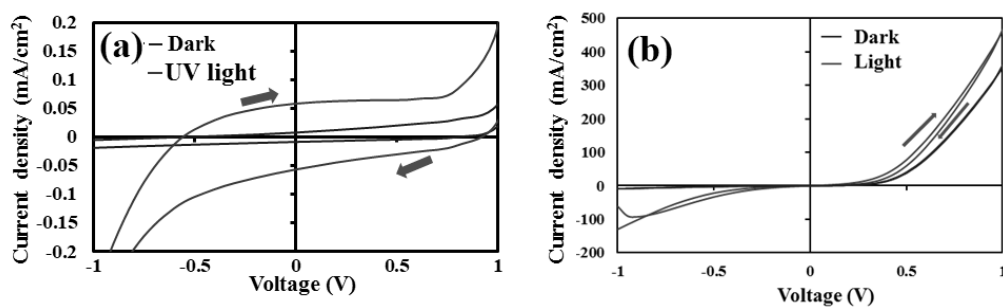 (a)
Dark
UV light
Current density (mA/cm²)
0.2
0.15
0.1
0.05
0
-0.05
-0.1
-0.15
-0.2
-1
-0.5
0
0.5
1
Voltage (V)
(b)
Dark
Light
Current density (mA/cm²)
500
400
300
200
100
0
-100
-200
-1
-0.5
0
0.5
1
Voltage (V)